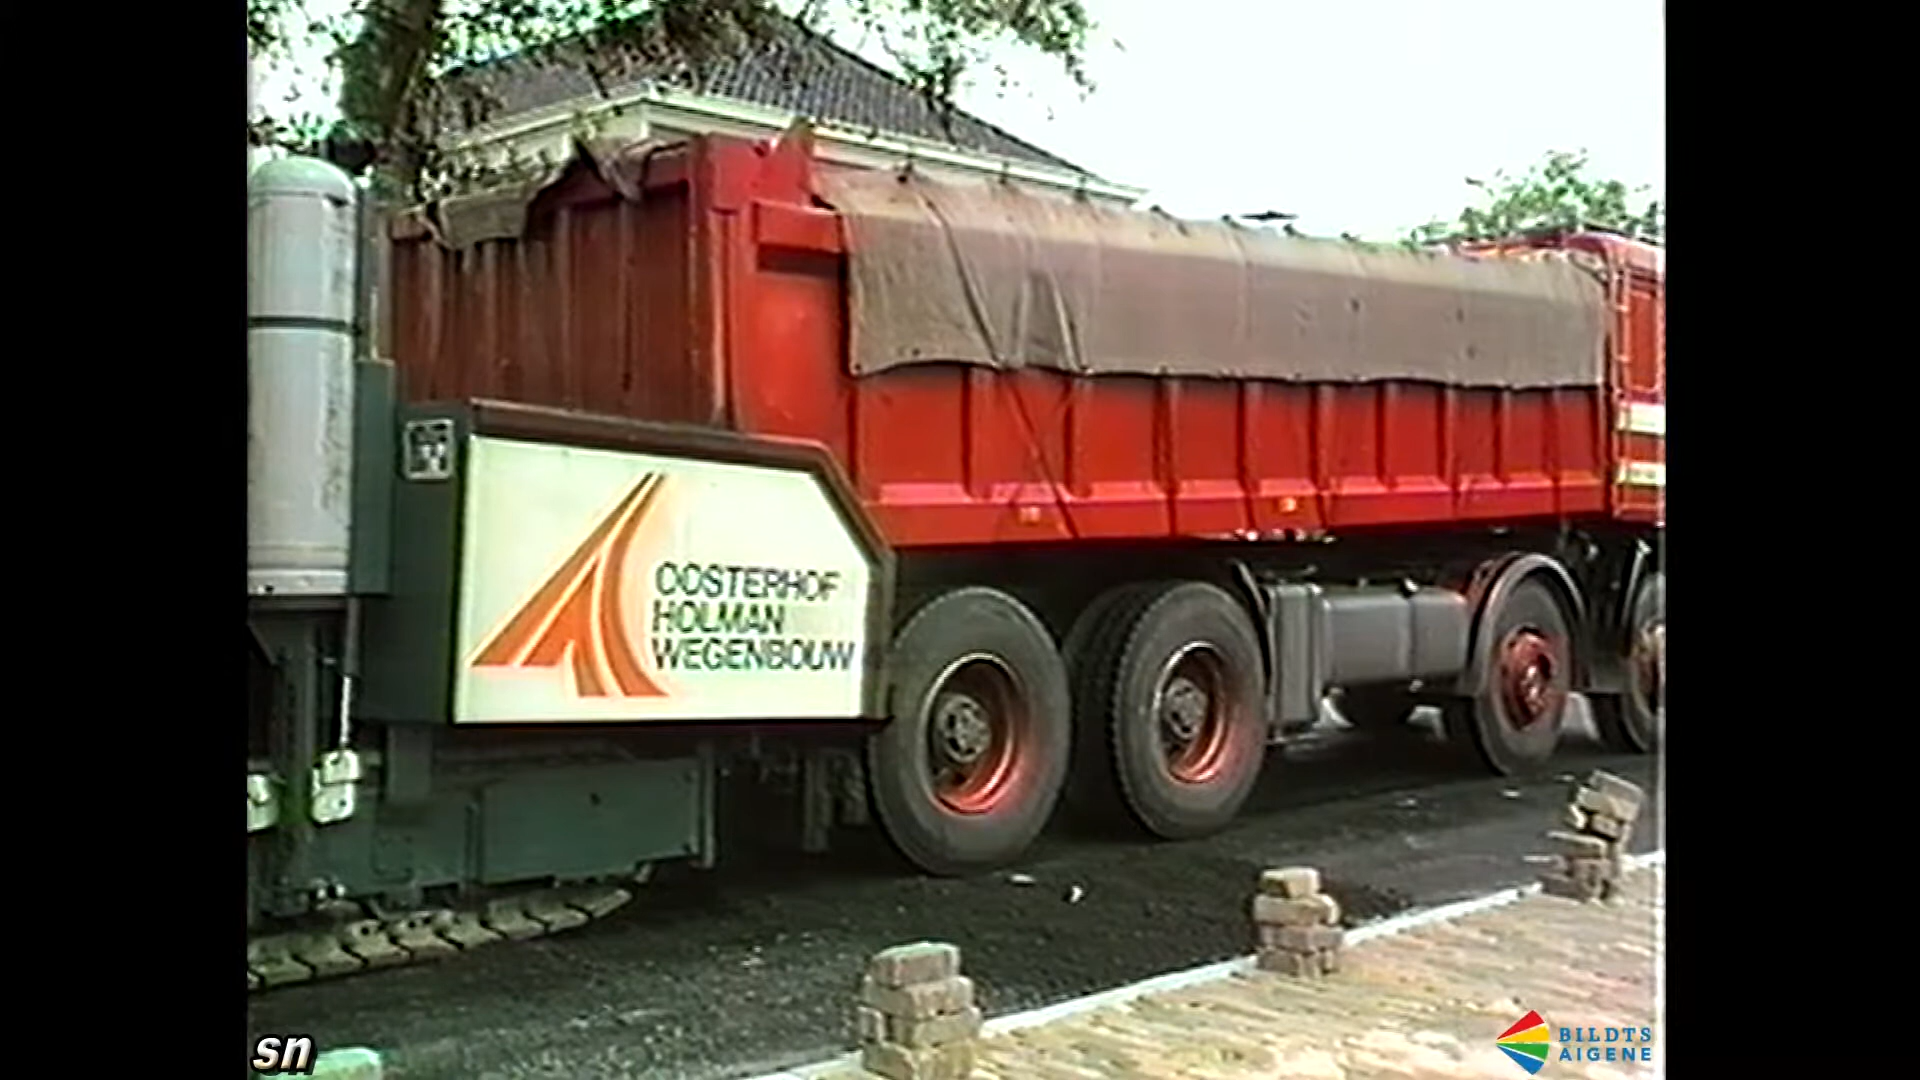 OOSTERHOF
HOLMAN
WEGENBOUW
sn
BILDTS
AIGENE